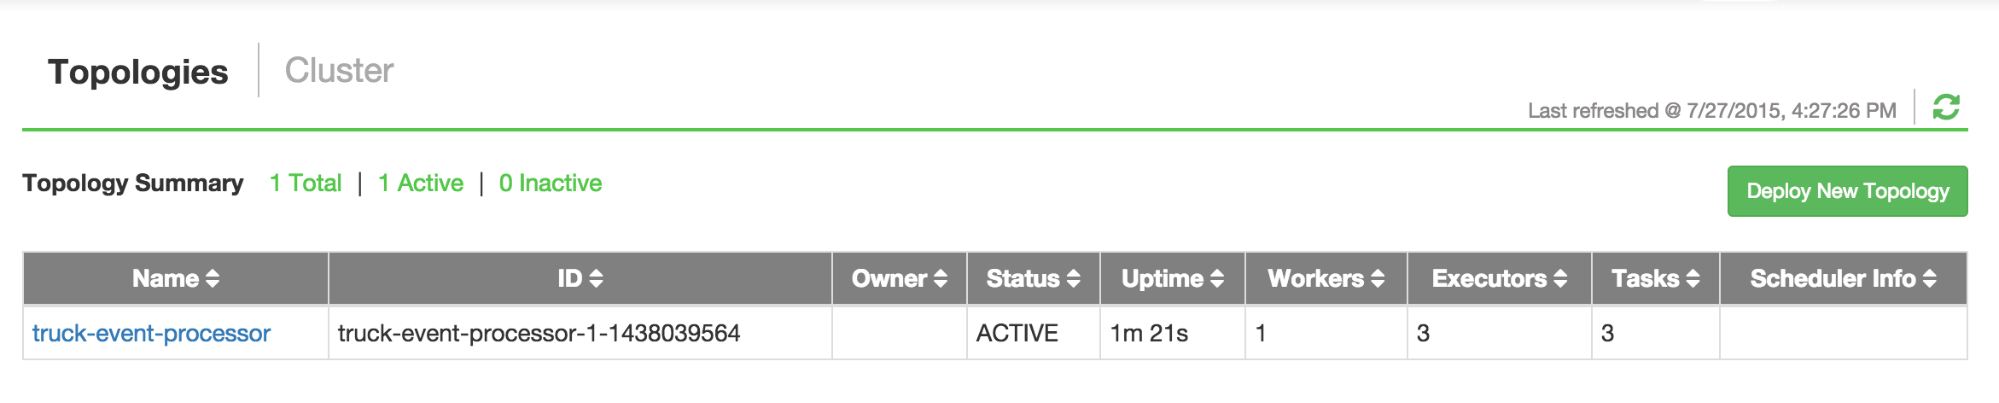 Topologies Cluster
Last refreshed @ 7/27/2015, 4:27:26 PM
Topology Summary 1 Total | 1 Active | 0 Inactive
Deploy New Topology
Name ID Owner Status Uptime Workers Executors Tasks Scheduler Info
truck-event-processor truck-event-processor-1-1438039564 ACTIVE 1m 21s 1 3 3